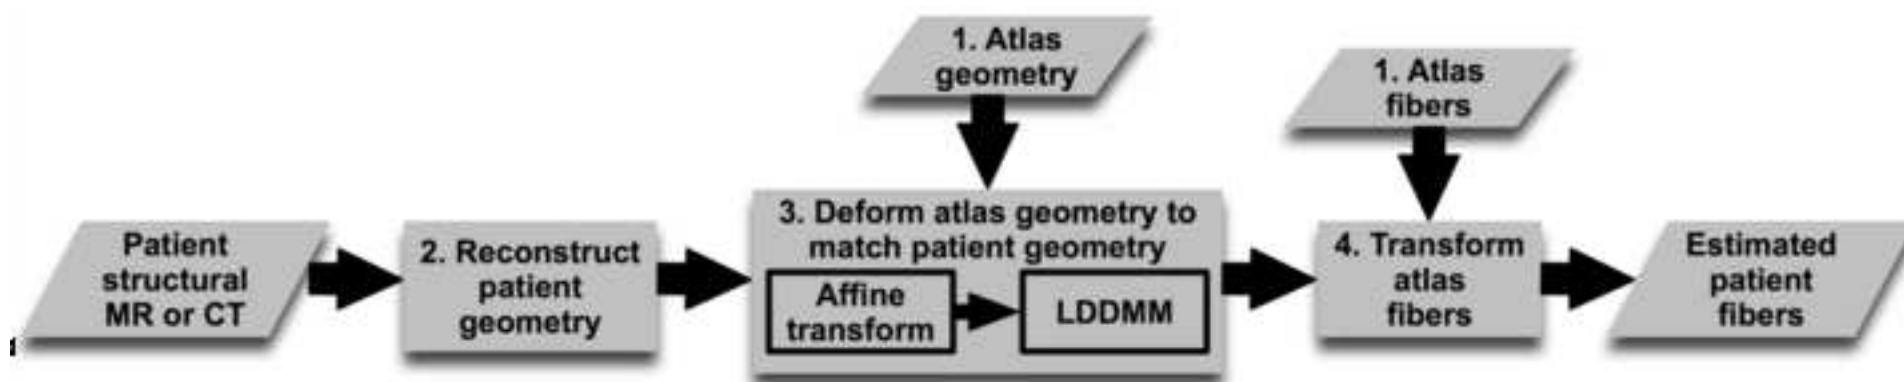 1. Atlas
geometry
1. Atlas
fibers
Patient
structural
MR or CT
2. Reconstruct
patient
geometry
3. Deform atlas geometry to
match patient geometry
Affine
transform
LDDMM
4. Transform
atlas
fibers
Estimated
patient
fibers